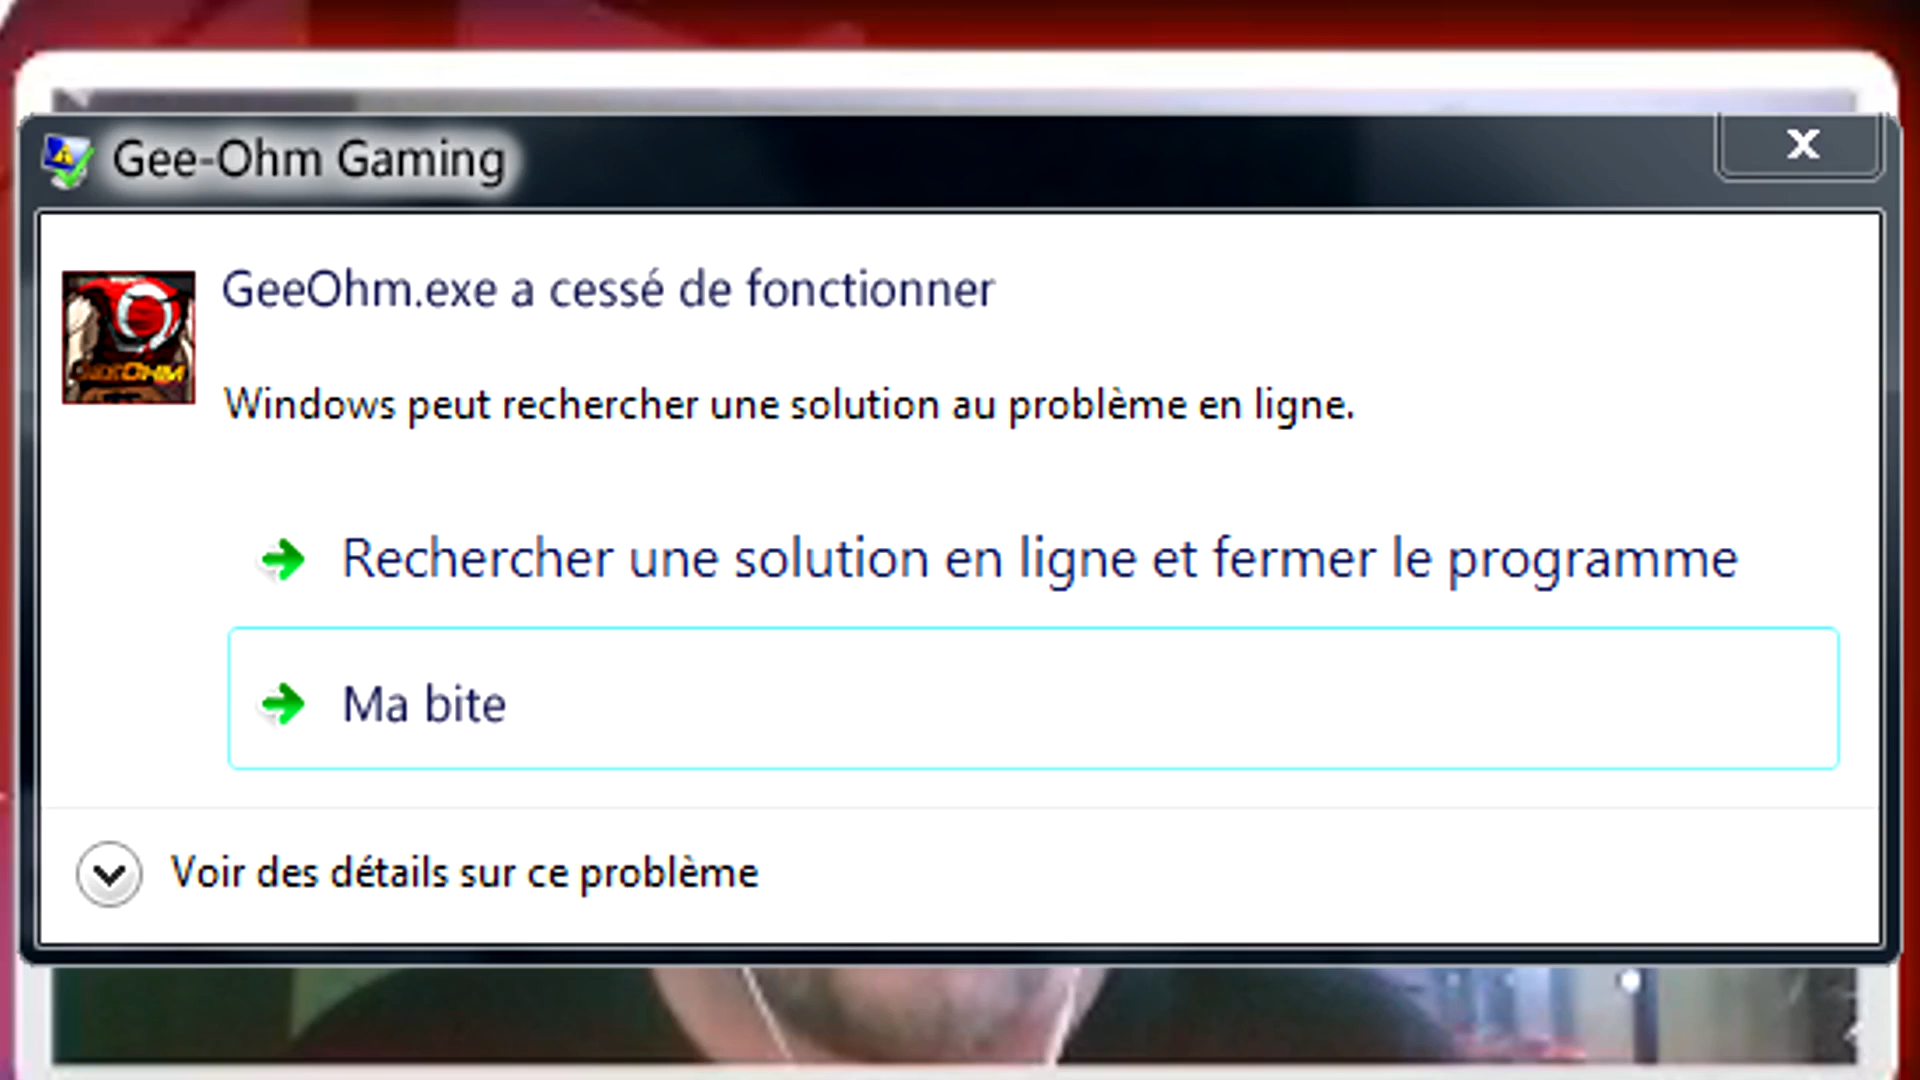 Gee-Ohm Gaming
GeeOhm.exe a cessé de fonctionner
Windows peut rechercher une solution au problème en ligne.
Rechercher une solution en ligne et fermer le programme
Ma bite
Voir des détails sur ce problème